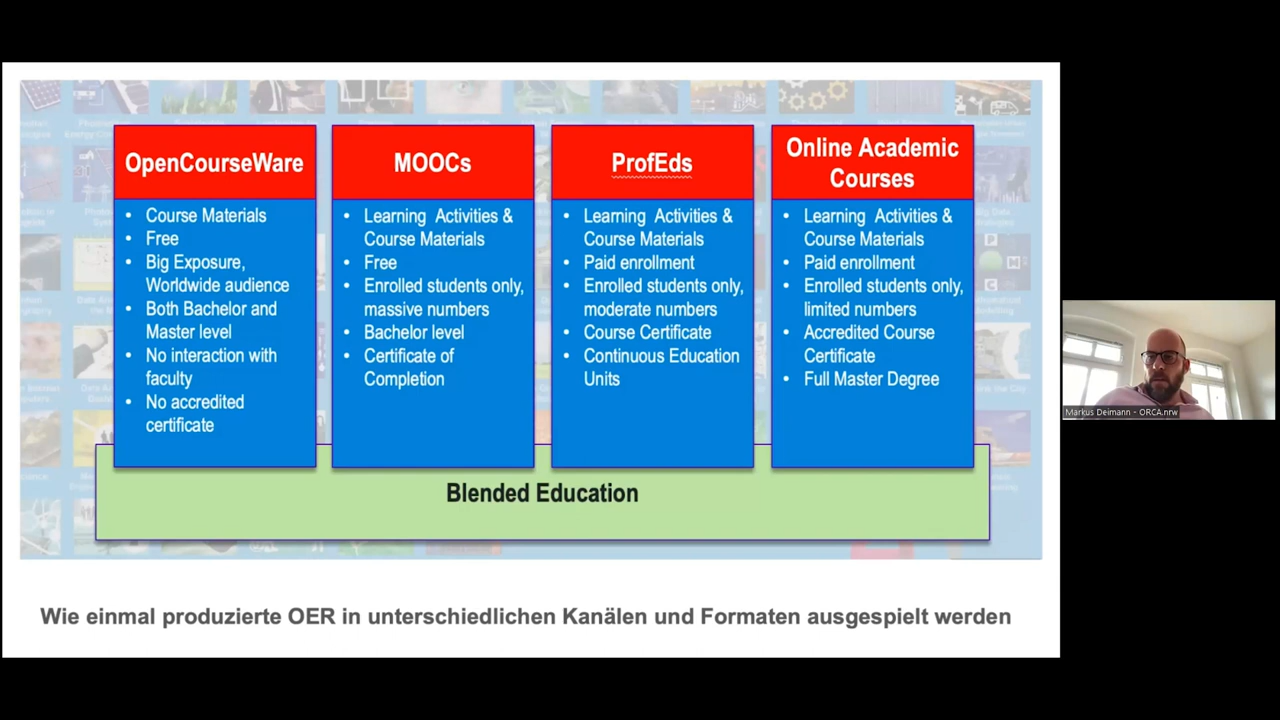 OpenCourseWare
• Course Materials
• Free
• Big Exposure,
Worldwide audience
• Both Bachelor and
Master level
• No interaction with
faculty
• No accredited
certificate
MOOCs
• Learning Activities &
Course Materials
• Free
• Enrolled students only,
massive numbers
• Bachelor level
• Certificate of
Completion
ProfEds
• Learning Activities &
Course Materials
• Paid enrollment
• Enrolled students only,
moderate numbers
• Course Certificate
• Continuous Education
Units
Online Academic
Courses
• Learning Activities &
Course Materials
• Paid enrollment
• Enrolled students only,
limited numbers
• Accredited Course
Certificate
• Full Master Degree
Blended Education
Wie einmal produzierte OER in unterschiedlichen Kanälen und Formaten ausgespielt werden
Markus Deimann - ORCA.nrw